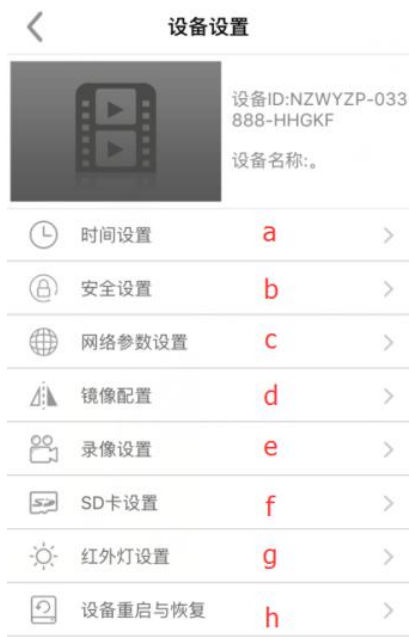 设备设置
设备ID:NZWYZP-033
888-HHGKF
设备名称:。
时间设置 a
安全设置 b
网络参数设置 c
镜像配置 d
录像设置 e
SD卡设置 f
红外灯设置 g
设备重启与恢复 h